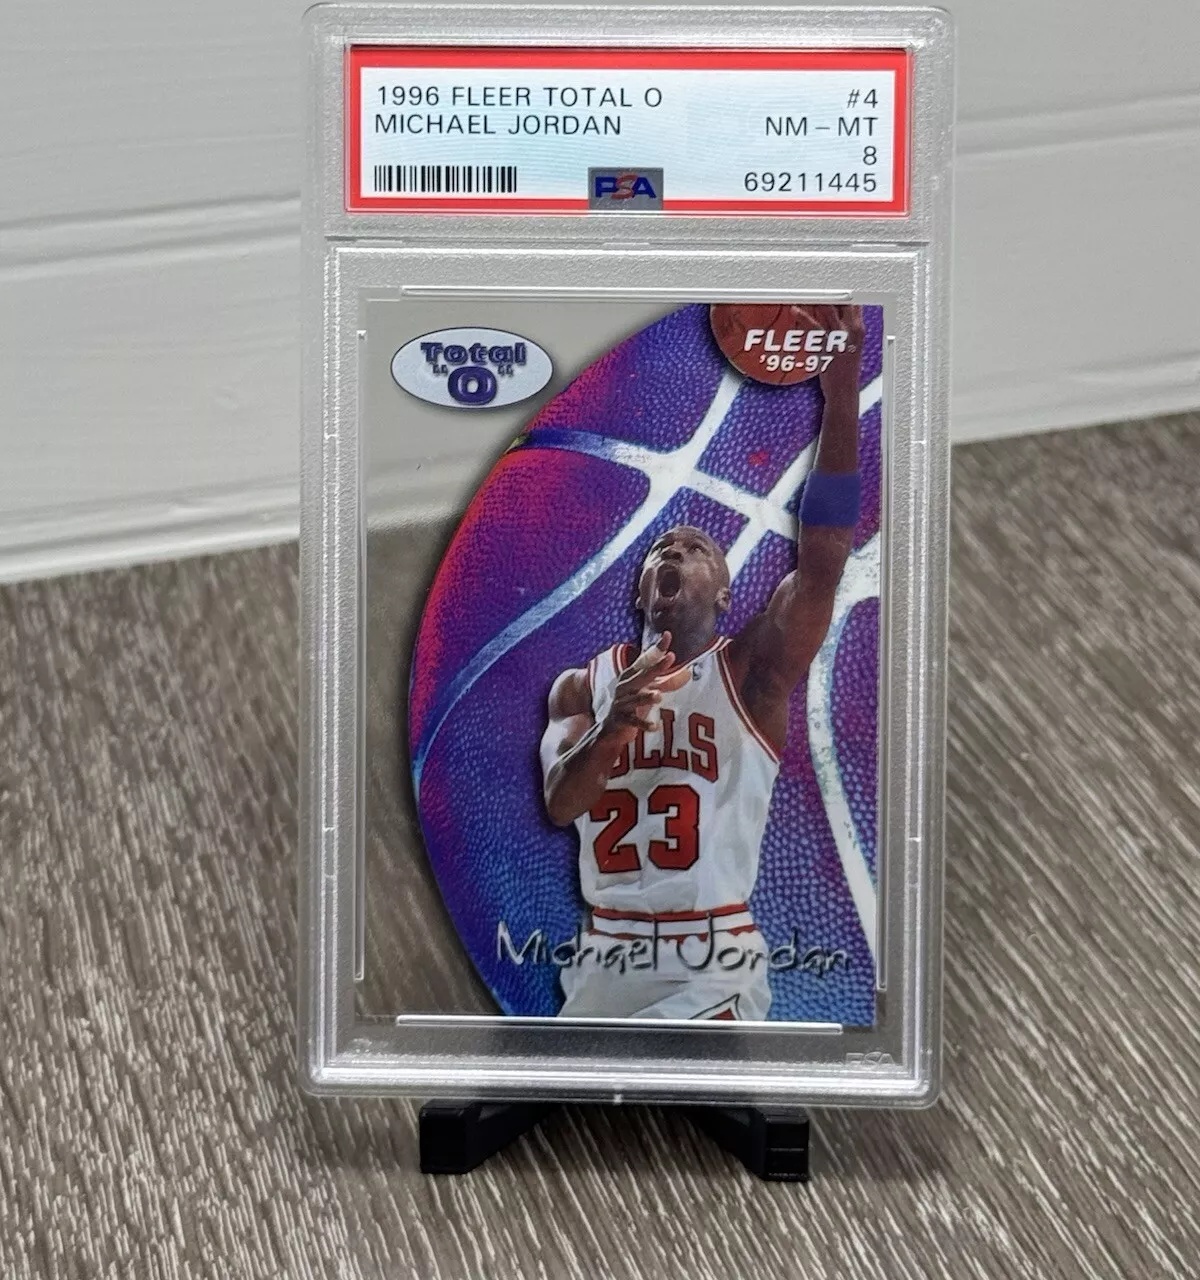 1996 FLEER TOTAL O #4
MICHAEL JORDAN NM - MT
8
PSA 69211445
Total
"O"
FLEER®
'96-97
BULLS
23
Michael Jordan
PSA